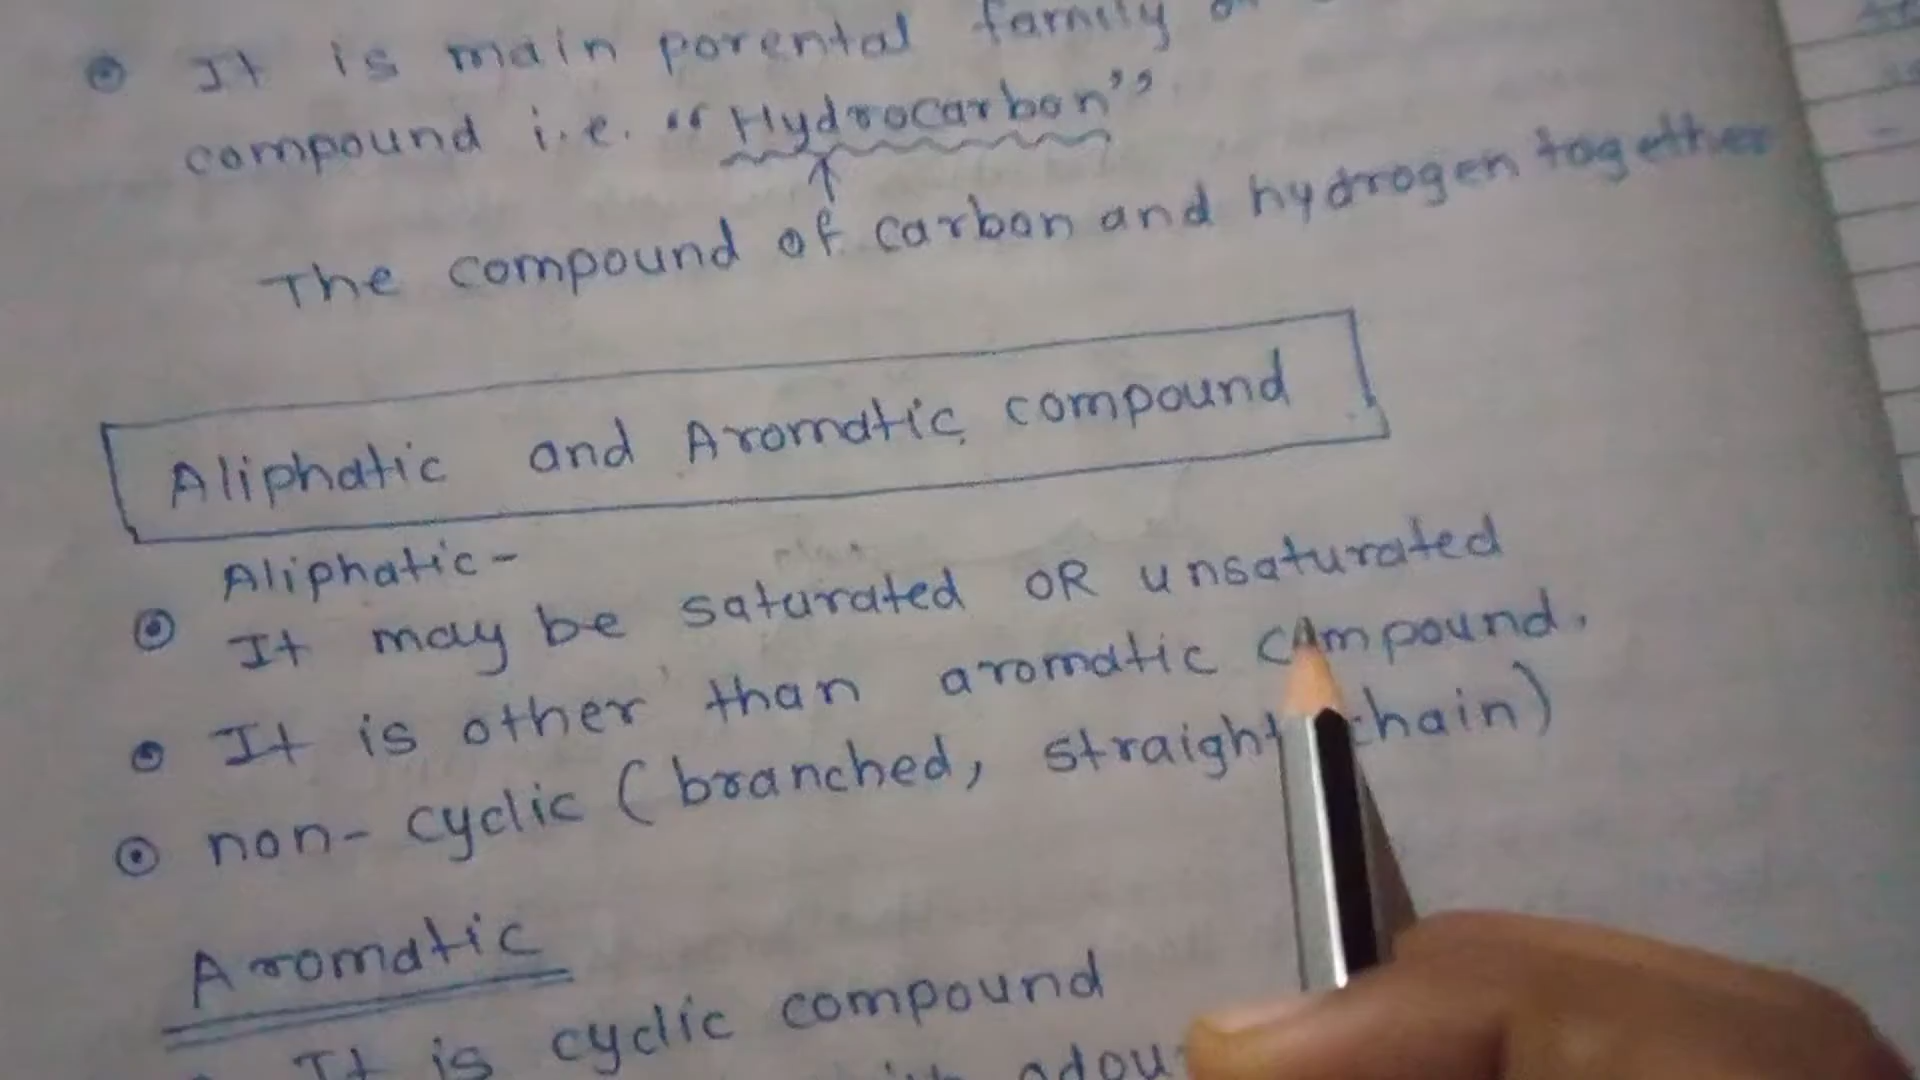 It is main porental family
compound i.e. "Hydrocarbon".
The compound of carbon and hydrogen together
Aliphatic and Aromatic compound
Aliphatic-
It may be saturated OR unsaturated
It is other than aromatic compound.
non-cyclic (branched, straight chain)
Aromatic
It is cyclic compound